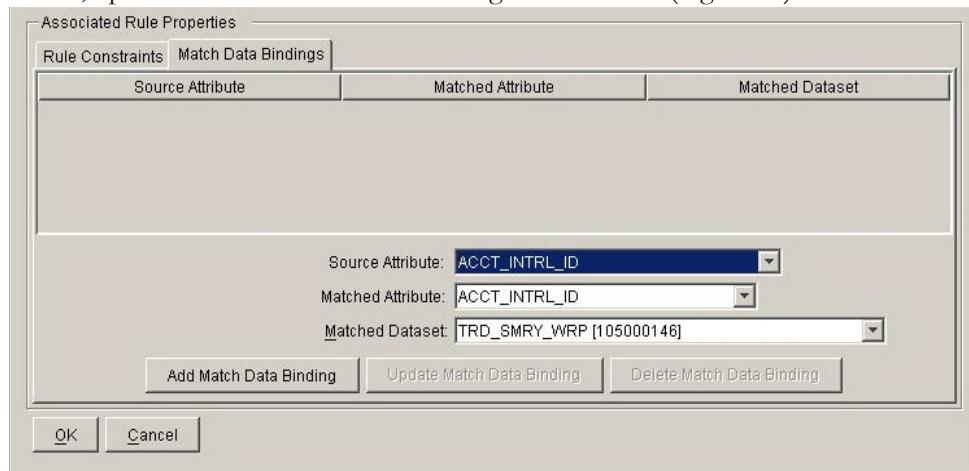 Associated Rule Properties
Rule Constraints Match Data Bindings
Source Attribute Matched Attribute Matched Dataset
Source Attribute: ACCT_INTRL_ID
Matched Attribute: ACCT_INTRL_ID
Matched Dataset: TRD_SMRY_WRP [105000146]
Add Match Data Binding Update Match Data Binding Delete Match Data Binding
OK Cancel